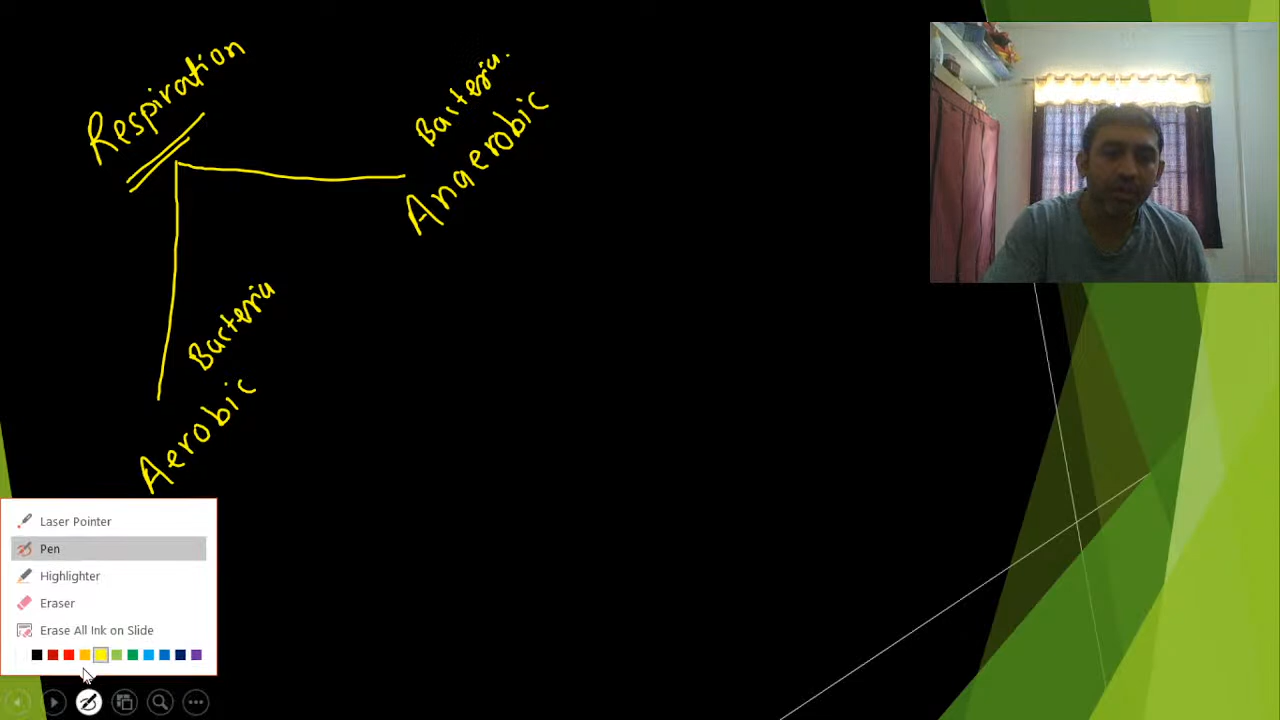 Respiration
Bacteria.
Anaerobic
Bacteria
Aerobic
Laser Pointer
Pen
Highlighter
Eraser
Erase All Ink on Slide